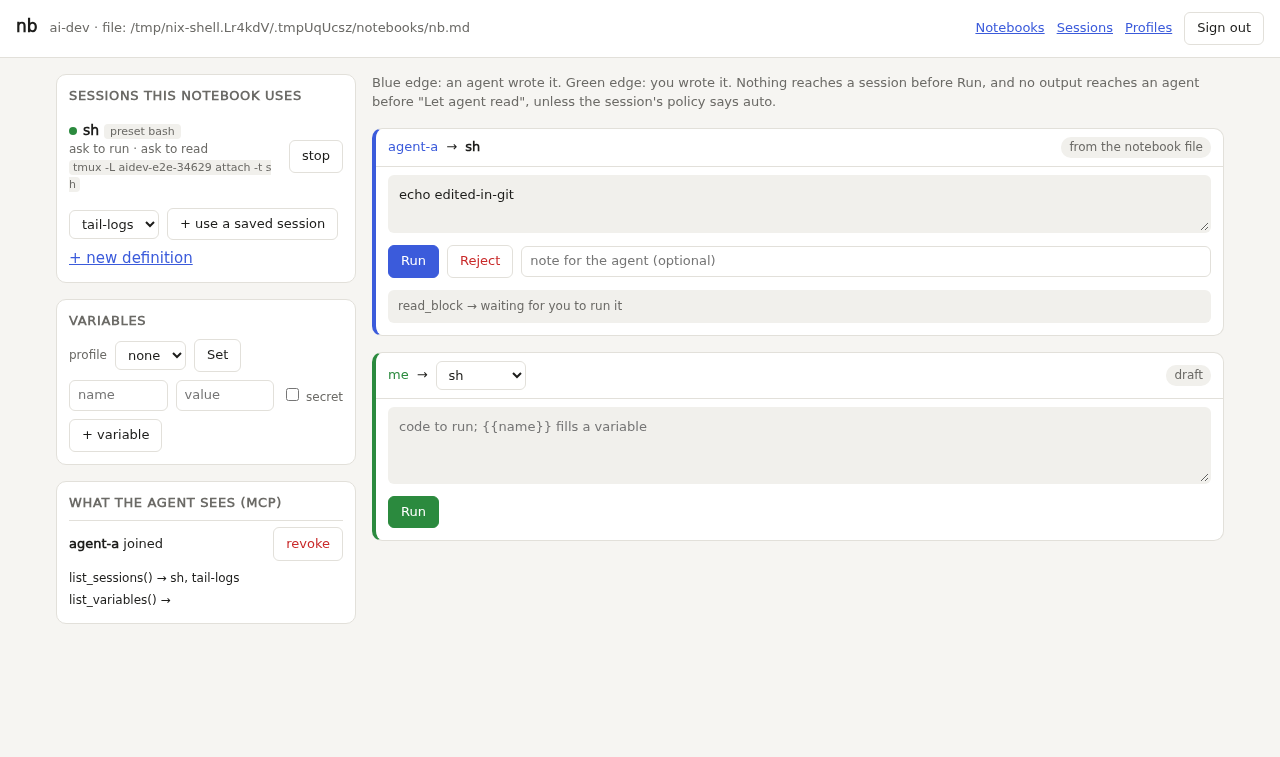 nb ai-dev · file: /tmp/nix-shell.Lr4kdV/.tmpUqUcsz/notebooks/nb.md Notebooks Sessions Profiles Sign out
SESSIONS THIS NOTEBOOK USES
sh preset bash
ask to run · ask to read
tmux -L aidev-e2e-34629 attach -t s
h
stop
tail-logs + use a saved session
+ new definition
VARIABLES
profile none Set
name value secret
+ variable
WHAT THE AGENT SEES (MCP)
agent-a joined revoke
list_sessions() → sh, tail-logs
list_variables() →
Blue edge: an agent wrote it. Green edge: you wrote it. Nothing reaches a session before Run, and no output reaches an agent
before "Let agent read", unless the session's policy says auto.
agent-a → sh from the notebook file
echo edited-in-git
Run Reject note for the agent (optional)
read_block → waiting for you to run it
me → sh draft
code to run; {{name}} fills a variable
Run